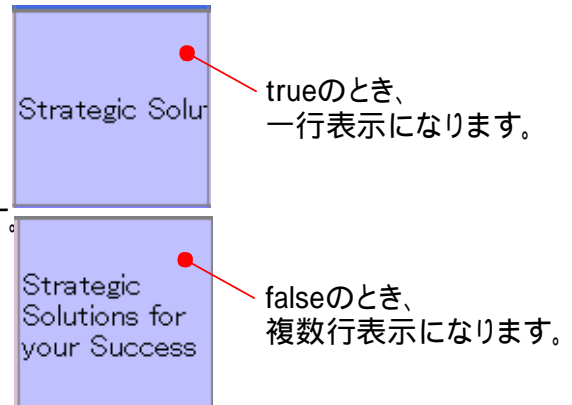 Strategic Solu
trueのとき、
一行表示になります。
す。
Strategic
Solutions for
your Success
falseのとき、
複数行表示になります。